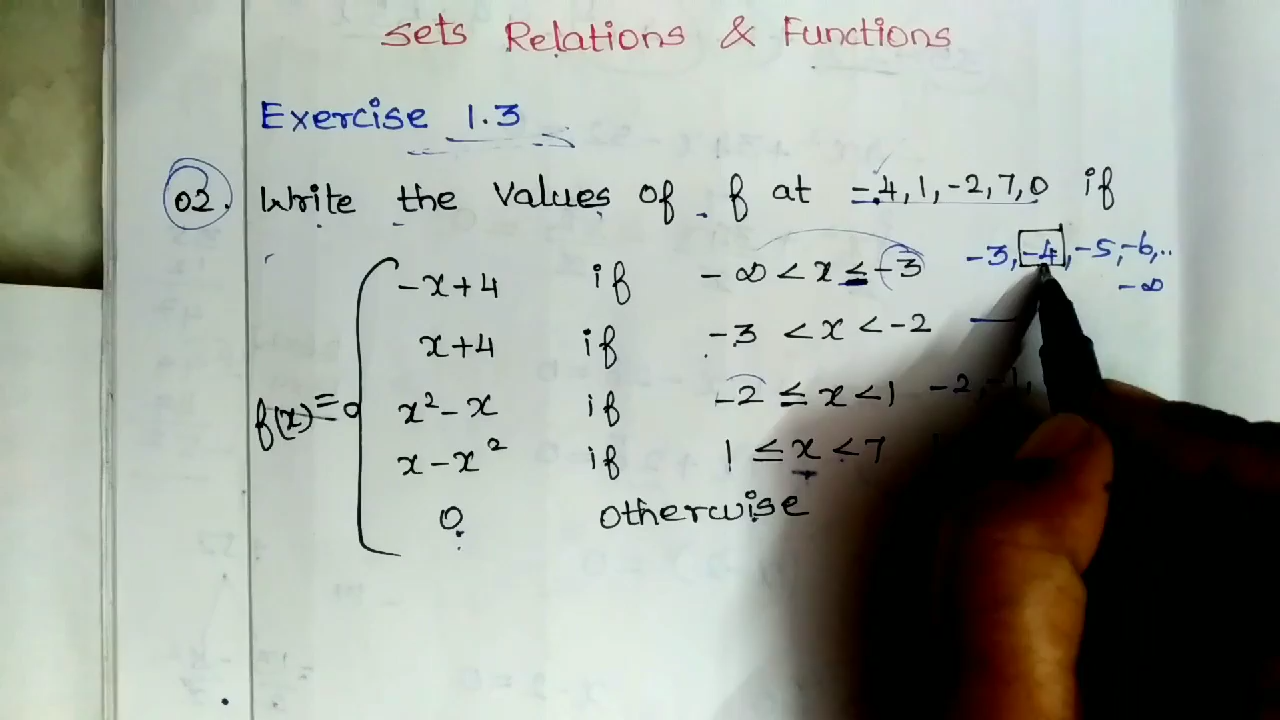 Sets Relations & Functions
Exercise 1.3
02. Write the Values of f at -4, 1, -2, 7, 0 if
-x+4 if -∞ < x ≤ -3 -3, -4, -5, -6, ..
-∞
x+4 if -3 < x < -2 —
f(x) = x² - x if -2 ≤ x < 1 -2, -1,
x - x² if 1 ≤ x < 7
0 otherwise